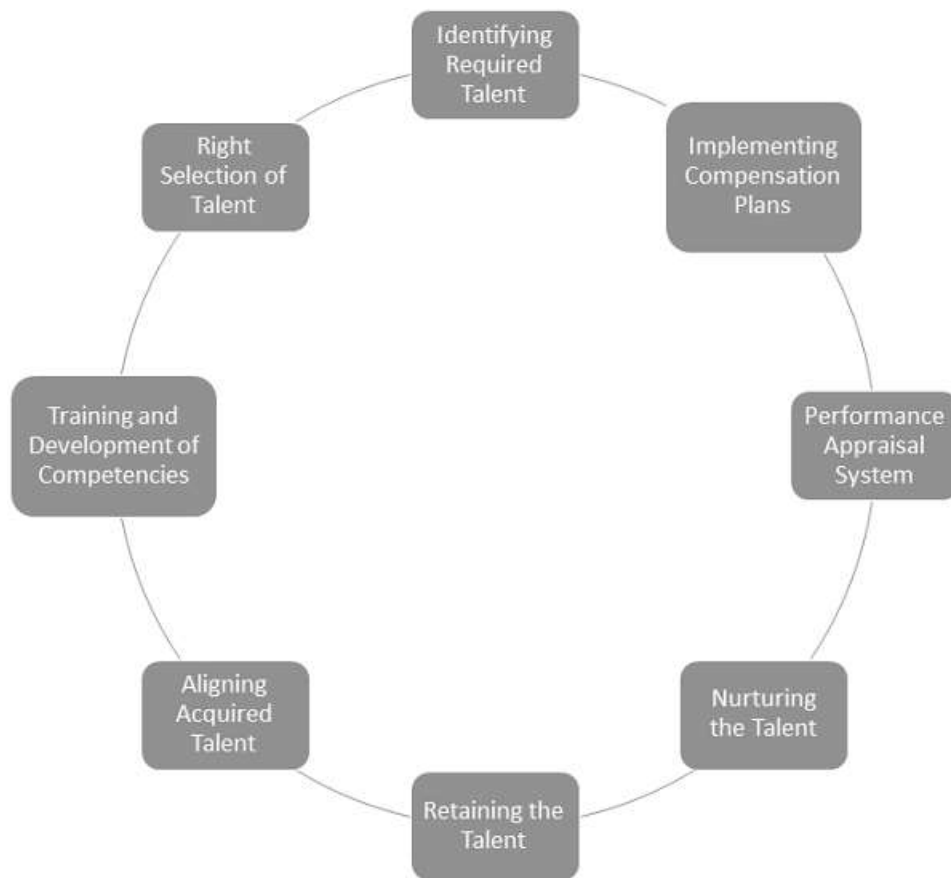 Identifying
Required
Talent
Implementing
Compensation
Plans
Performance
Appraisal
System
Nurturing
the Talent
Retaining the
Talent
Aligning
Acquired
Talent
Training and
Development of
Competencies
Right
Selection of
Talent